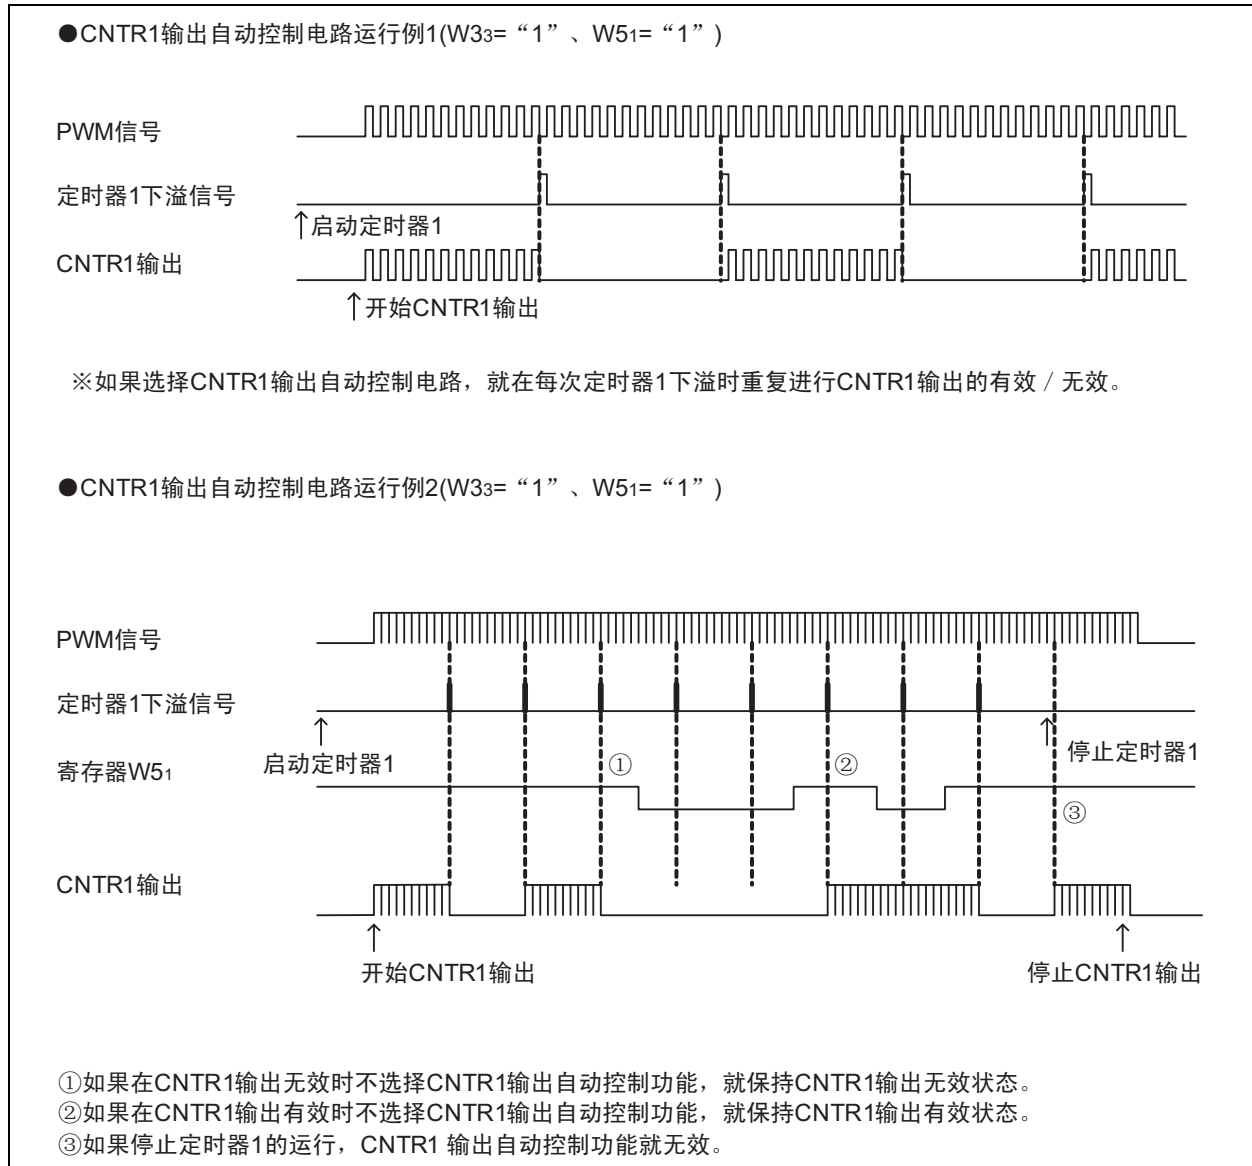 ●CNTR1输出自动控制电路运行例1(W33=“1”、W51=“1”)
PWM信号
定时器1下溢信号
↑启动定时器1
CNTR1输出
↑开始CNTR1输出
※如果选择CNTR1输出自动控制电路，就在每次定时器1下溢时重复进行CNTR1输出的有效／无效。
●CNTR1输出自动控制电路运行例2(W33=“1”、W51=“1”)
PWM信号
定时器1下溢信号
启动定时器1
停止定时器1
寄存器W51
①
②
③
CNTR1输出
开始CNTR1输出
停止CNTR1输出
①如果在CNTR1输出无效时不选择CNTR1输出自动控制功能，就保持CNTR1输出无效状态。
②如果在CNTR1输出有效时不选择CNTR1输出自动控制功能，就保持CNTR1输出有效状态。
③如果停止定时器1的运行，CNTR1 输出自动控制功能就无效。